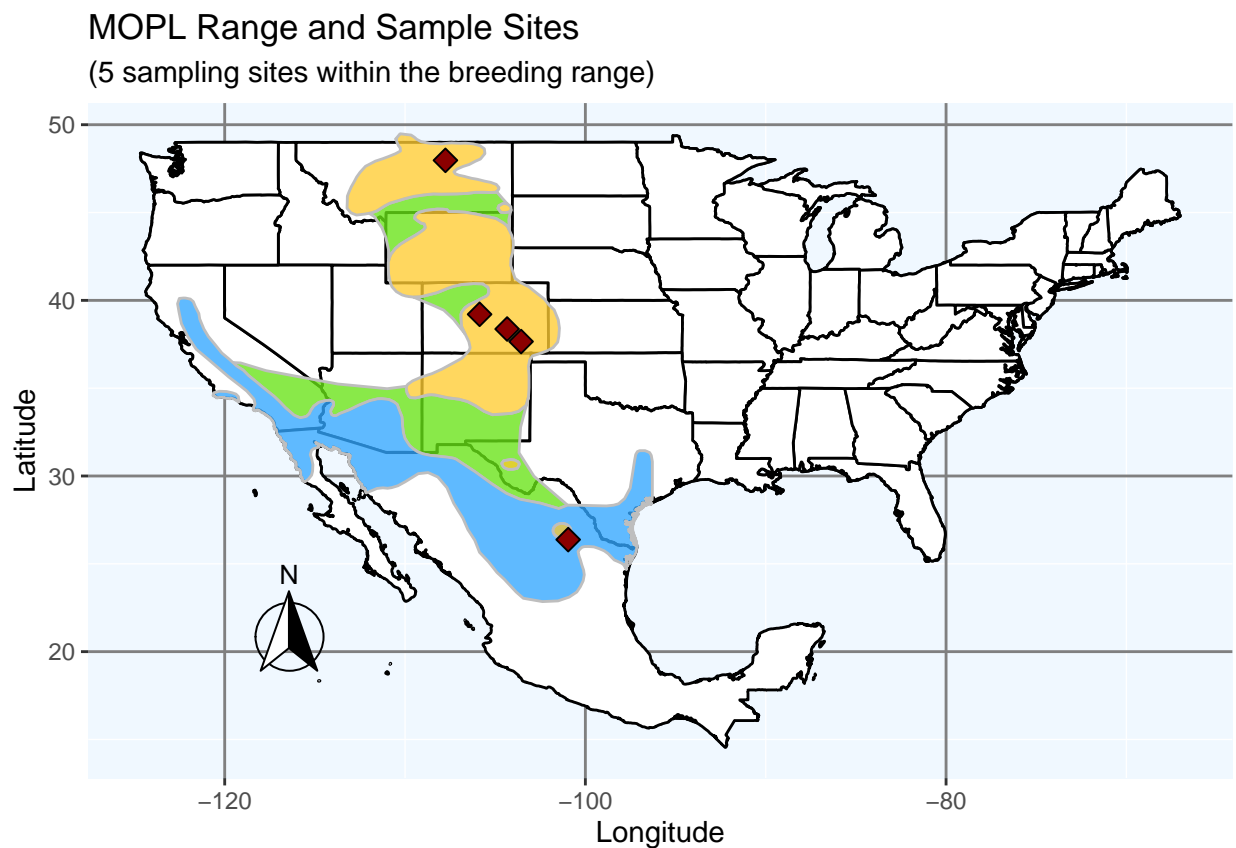 MOPL Range and Sample Sites
(5 sampling sites within the breeding range)
50
40
30
20
Latitude
N
−120
−100
−80
Longitude